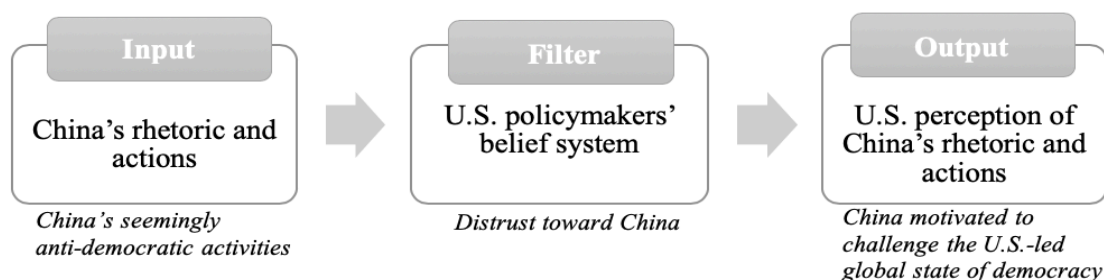 Input
China's rhetoric and
actions
China's seemingly
anti-democratic activities
Filter
U.S. policymakers'
belief system
Distrust toward China
Output
U.S. perception of
China's rhetoric and
actions
China motivated to
challenge the U.S.-led
global state of democracy